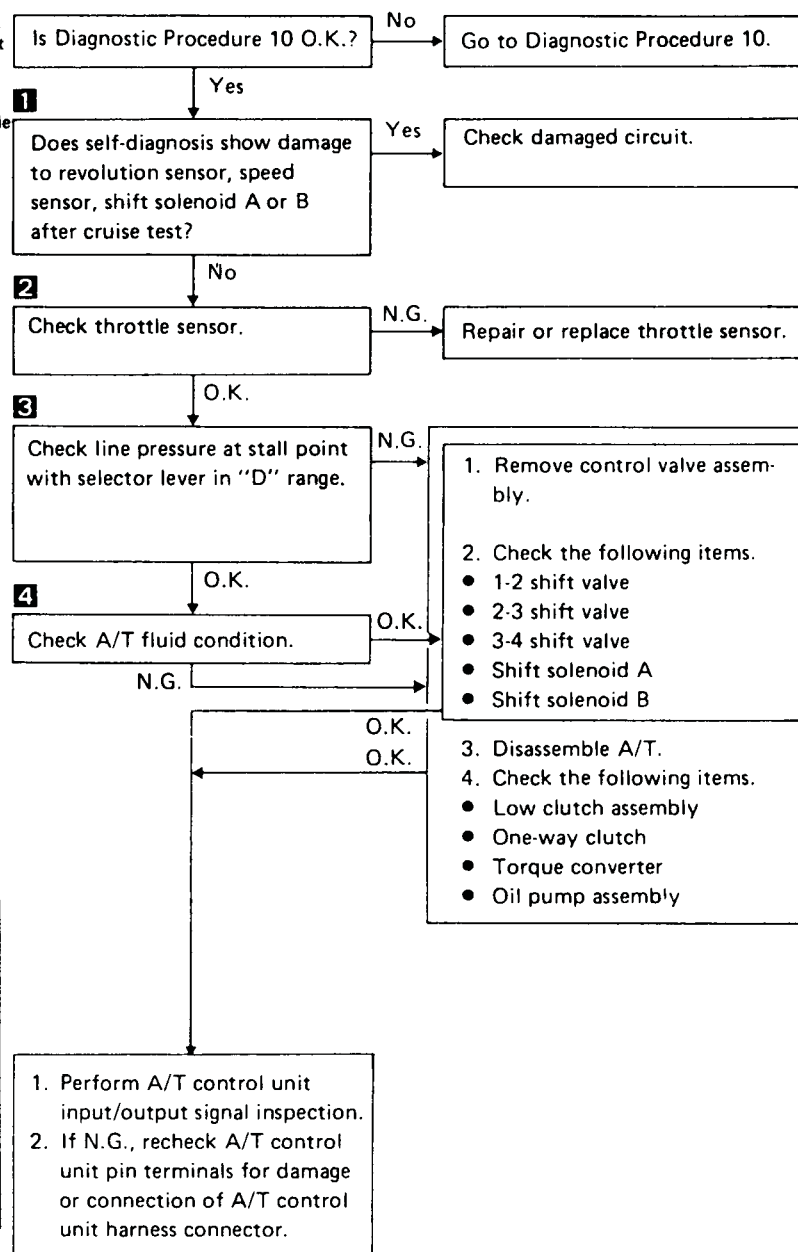 Is Diagnostic Procedure 10 O.K.?
No
Go to Diagnostic Procedure 10.
Yes
1
Does self-diagnosis show damage
to revolution sensor, speed
sensor, shift solenoid A or B
after cruise test?
Yes
Check damaged circuit.
No
2
Check throttle sensor.
N.G.
Repair or replace throttle sensor.
O.K.
3
Check line pressure at stall point
with selector lever in "D" range.
N.G.
O.K.
4
Check A/T fluid condition.
O.K.
N.G.
1. Remove control valve assem-
bly.
2. Check the following items.
● 1-2 shift valve
● 2-3 shift valve
● 3-4 shift valve
● Shift solenoid A
● Shift solenoid B
O.K.
O.K.
3. Disassemble A/T.
4. Check the following items.
● Low clutch assembly
● One-way clutch
● Torque converter
● Oil pump assembly
1. Perform A/T control unit
input/output signal inspection.
2. If N.G., recheck A/T control
unit pin terminals for damage
or connection of A/T control
unit harness connector.